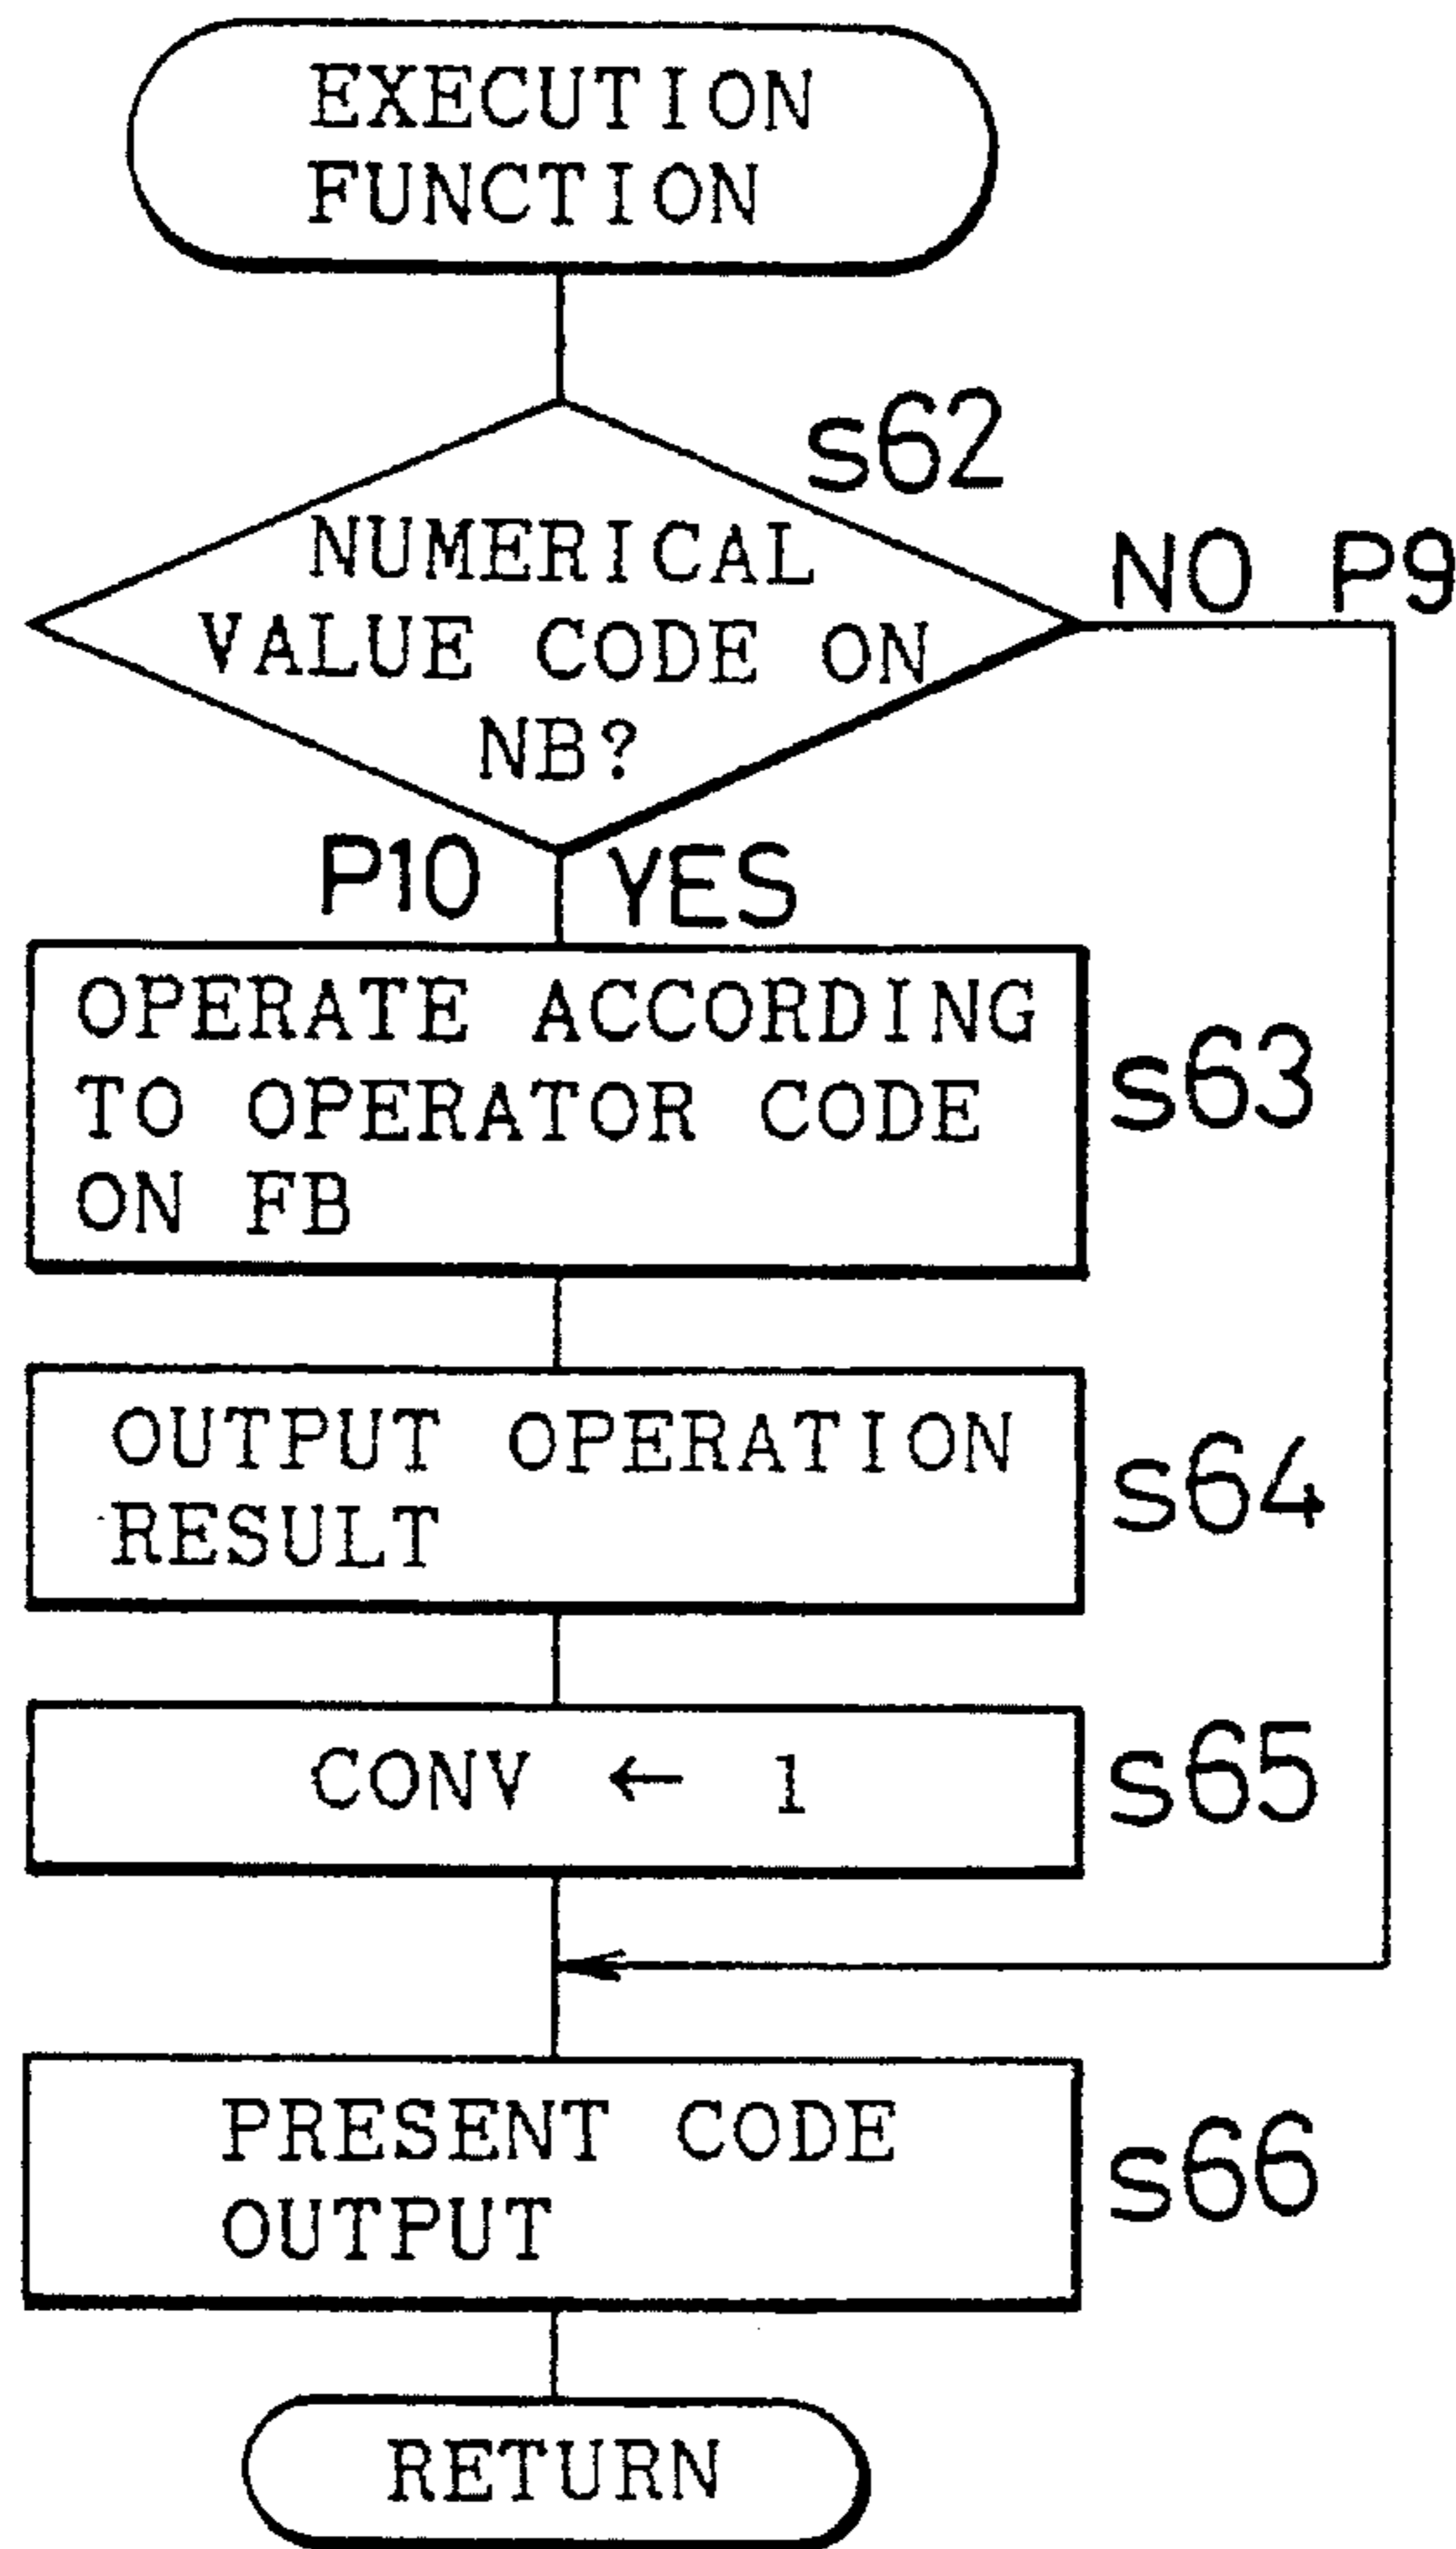 EXECUTION
FUNCTION
s62
NUMERICAL
VALUE CODE ON
NB?
NO P9
P10 YES
OPERATE ACCORDING
TO OPERATOR CODE
ON FB
s63
OUTPUT OPERATION
RESULT
s64
CONV ← 1
s65
PRESENT CODE
OUTPUT
s66
RETURN